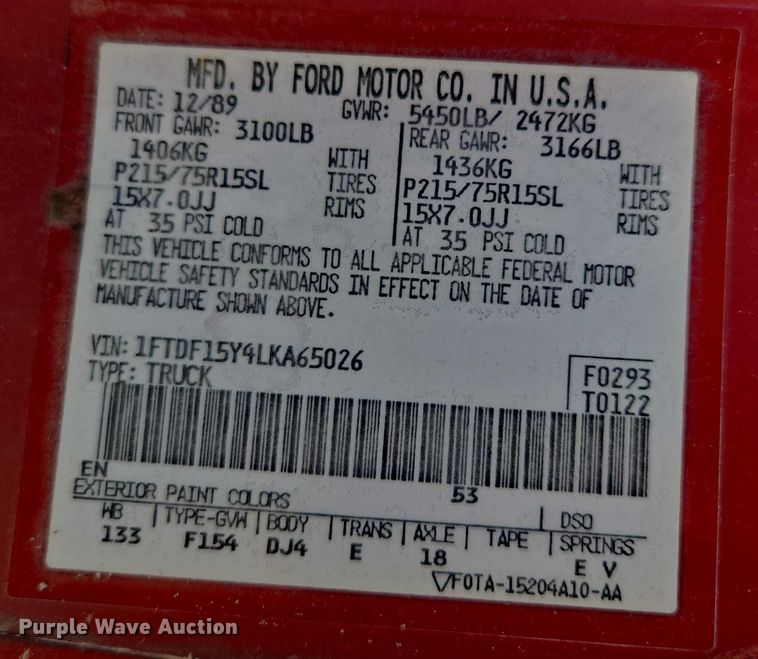 MFD. BY FORD MOTOR CO. IN U.S.A.
DATE: 12/89 GVWR: 5450LB/ 2472KG
FRONT GAWR: 3100LB REAR GAWR: 3166LB
1406KG WITH 1436KG WITH
P215/75R15SL TIRES P215/75R15SL TIRES
15X7.0JJ RIMS 15X7.0JJ RIMS
AT 35 PSI COLD AT 35 PSI COLD
THIS VEHICLE CONFORMS TO ALL APPLICABLE FEDERAL MOTOR
VEHICLE SAFETY STANDARDS IN EFFECT ON THE DATE OF
MANUFACTURE SHOWN ABOVE.
VIN: 1FTDF15Y4LKA65026
TYPE: TRUCK
F0293
T0122
EN 53
EXTERIOR PAINT COLORS DSO
WB TYPE-GVW BODY TRANS AXLE TAPE SPRINGS
133 F154 DJ4 E 18 E V
F0TA-15204A10-AA
Purple Wave Auction